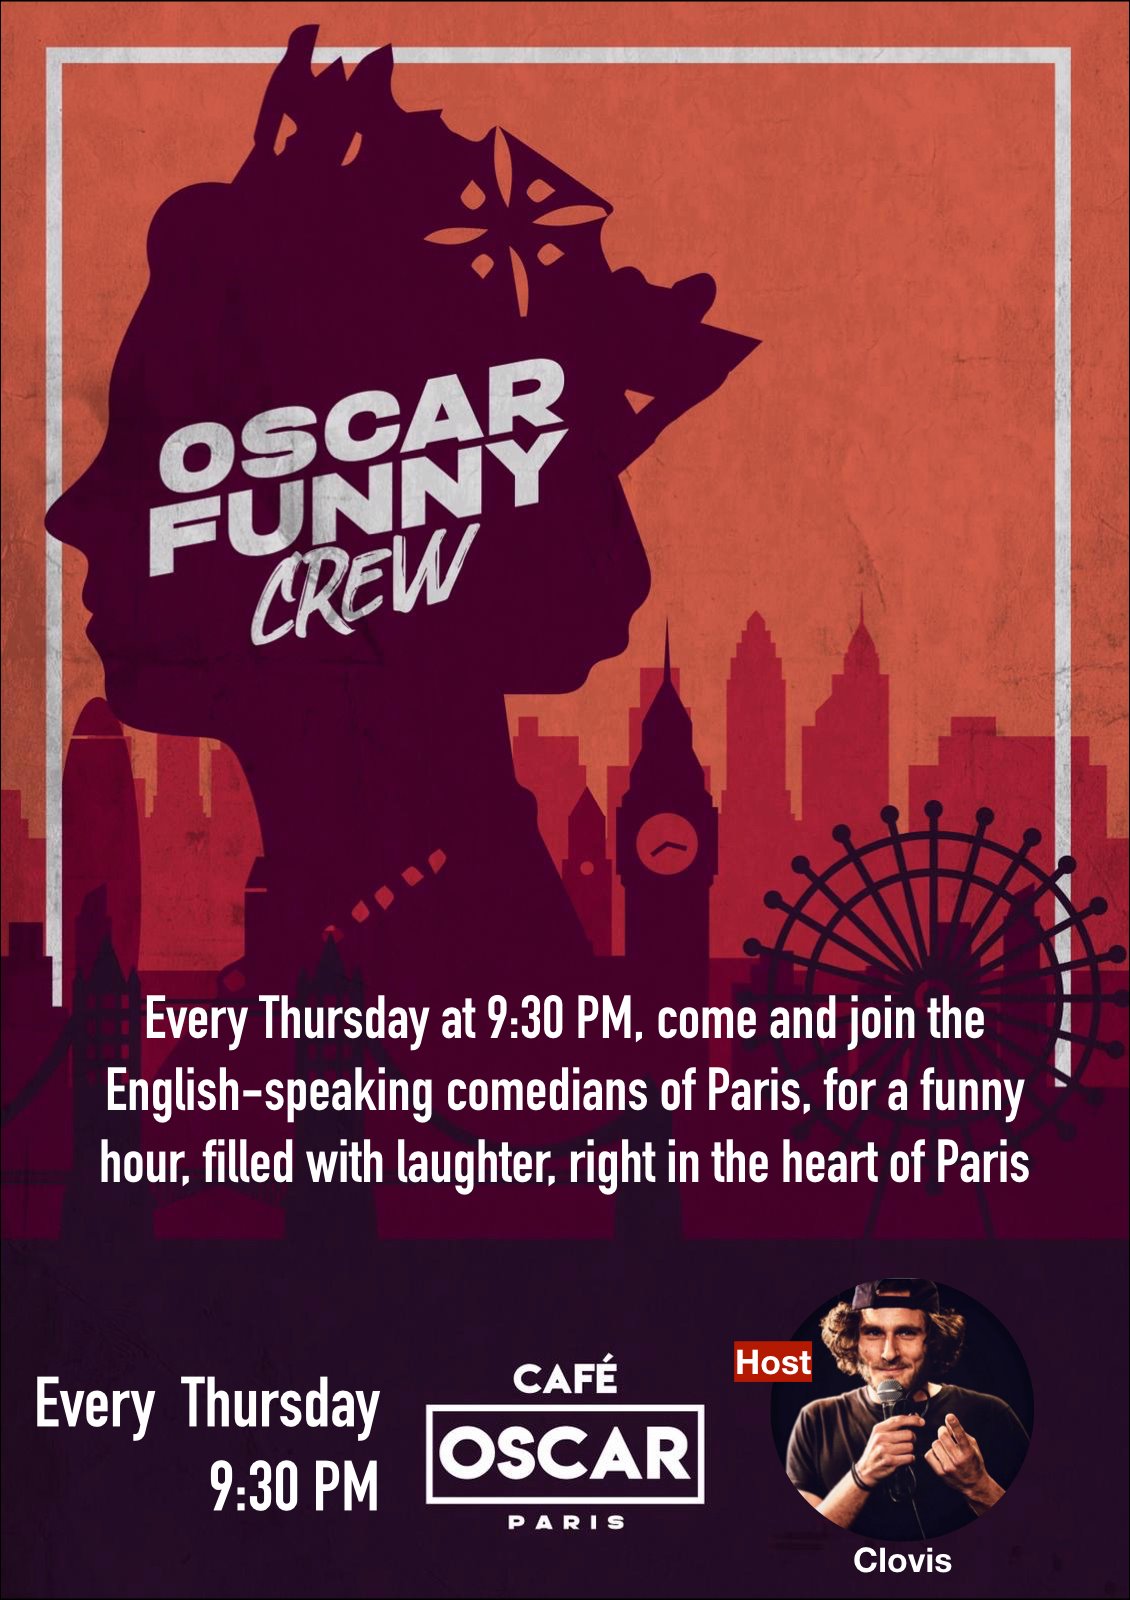 OSCAR
FUNNY
CREW
Every Thursday at 9:30 PM, come and join the
English-speaking comedians of Paris, for a funny
hour, filled with laughter, right in the heart of Paris
Every Thursday
9:30 PM
CAFÉ
OSCAR
PARIS
Host
Clovis